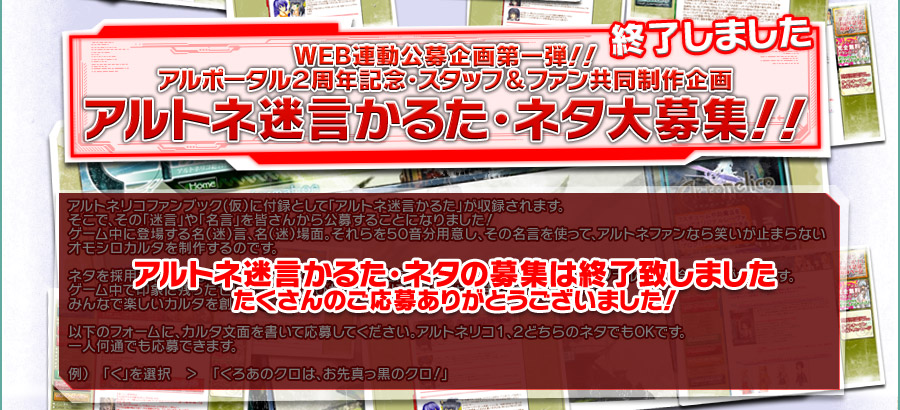 終了しました
WEB連動公募企画第一弾!!
アルポータル2周年記念・スタッフ&ファン共同制作企画
アルトネ迷言かるた・ネタ大募集!!
Home
アルトネリコファンブック(仮)に付録として「アルトネ迷言かるた」が収録されます。
そこで、その「迷言」や「名言」を皆さんから公募することになりました!
ゲーム中に登場する名(迷)言、名(迷)場面。それらを50音分用意し、その名言を使って、アルトネファンなら笑いが止まらない
オモシロカルタを制作するのです。
ネタを採用
アルトネ迷言かるた・ネタの募集は終了致しました
す。
ゲーム中で印象に残った
たくさんのご応募ありがとうございました!
みんなで楽しいカルタを創
以下のフォームに、カルタ文面を書いて応募してください。アルトネリコ1、2どちらのネタでもOKです。
一人何通でも応募できます。
例) 「く」を選択 > 「くろあのクロは、お先真っ黒のクロ!」